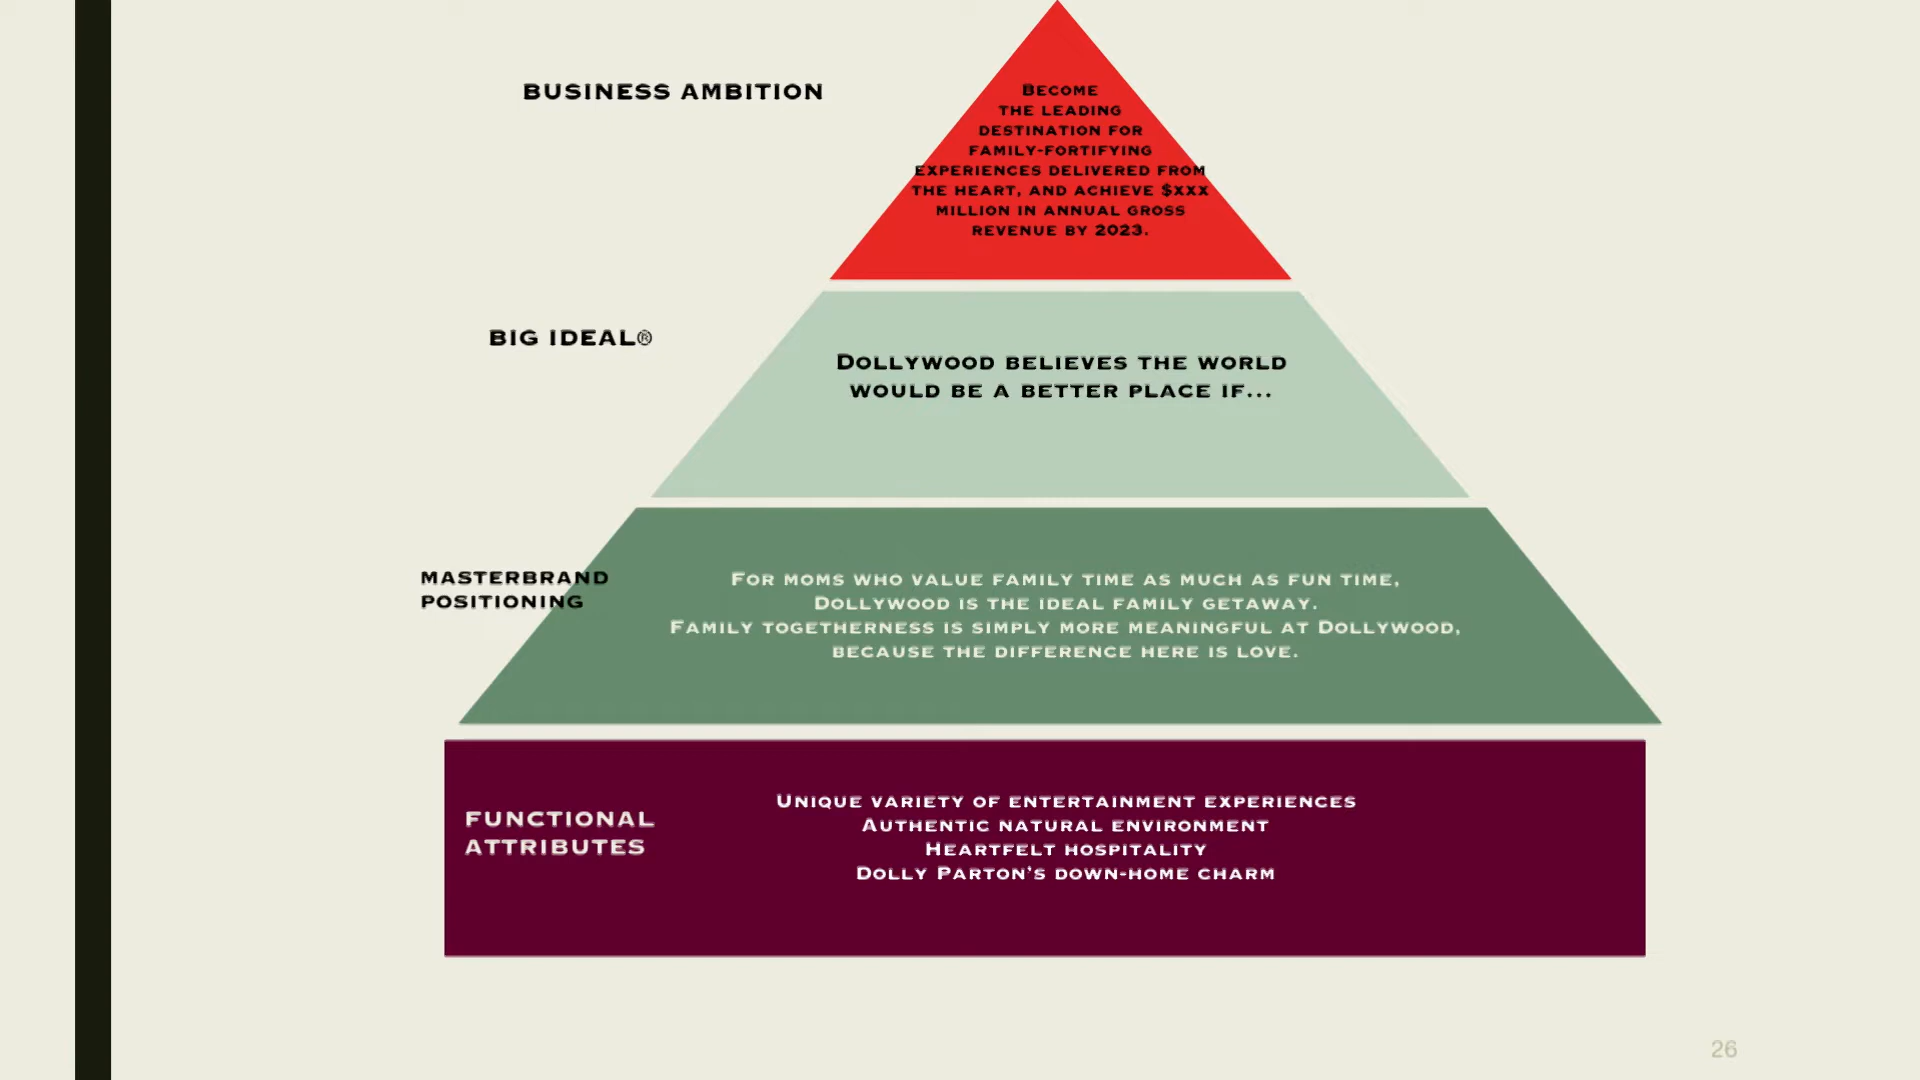 BUSINESS AMBITION
BECOME
THE LEADING
DESTINATION FOR
FAMILY-FORTIFYING
EXPERIENCES DELIVERED FROM
THE HEART, AND ACHIEVE $XXX
MILLION IN ANNUAL GROSS
REVENUE BY 2023.
BIG IDEAL®
DOLLYWOOD BELIEVES THE WORLD
WOULD BE A BETTER PLACE IF...
MASTERBRAND
POSITIONING
FOR MOMS WHO VALUE FAMILY TIME AS MUCH AS FUN TIME,
DOLLYWOOD IS THE IDEAL FAMILY GETAWAY.
FAMILY TOGETHERNESS IS SIMPLY MORE MEANINGFUL AT DOLLYWOOD,
BECAUSE THE DIFFERENCE HERE IS LOVE.
FUNCTIONAL
ATTRIBUTES
UNIQUE VARIETY OF ENTERTAINMENT EXPERIENCES
AUTHENTIC NATURAL ENVIRONMENT
HEARTFELT HOSPITALITY
DOLLY PARTON'S DOWN-HOME CHARM
26